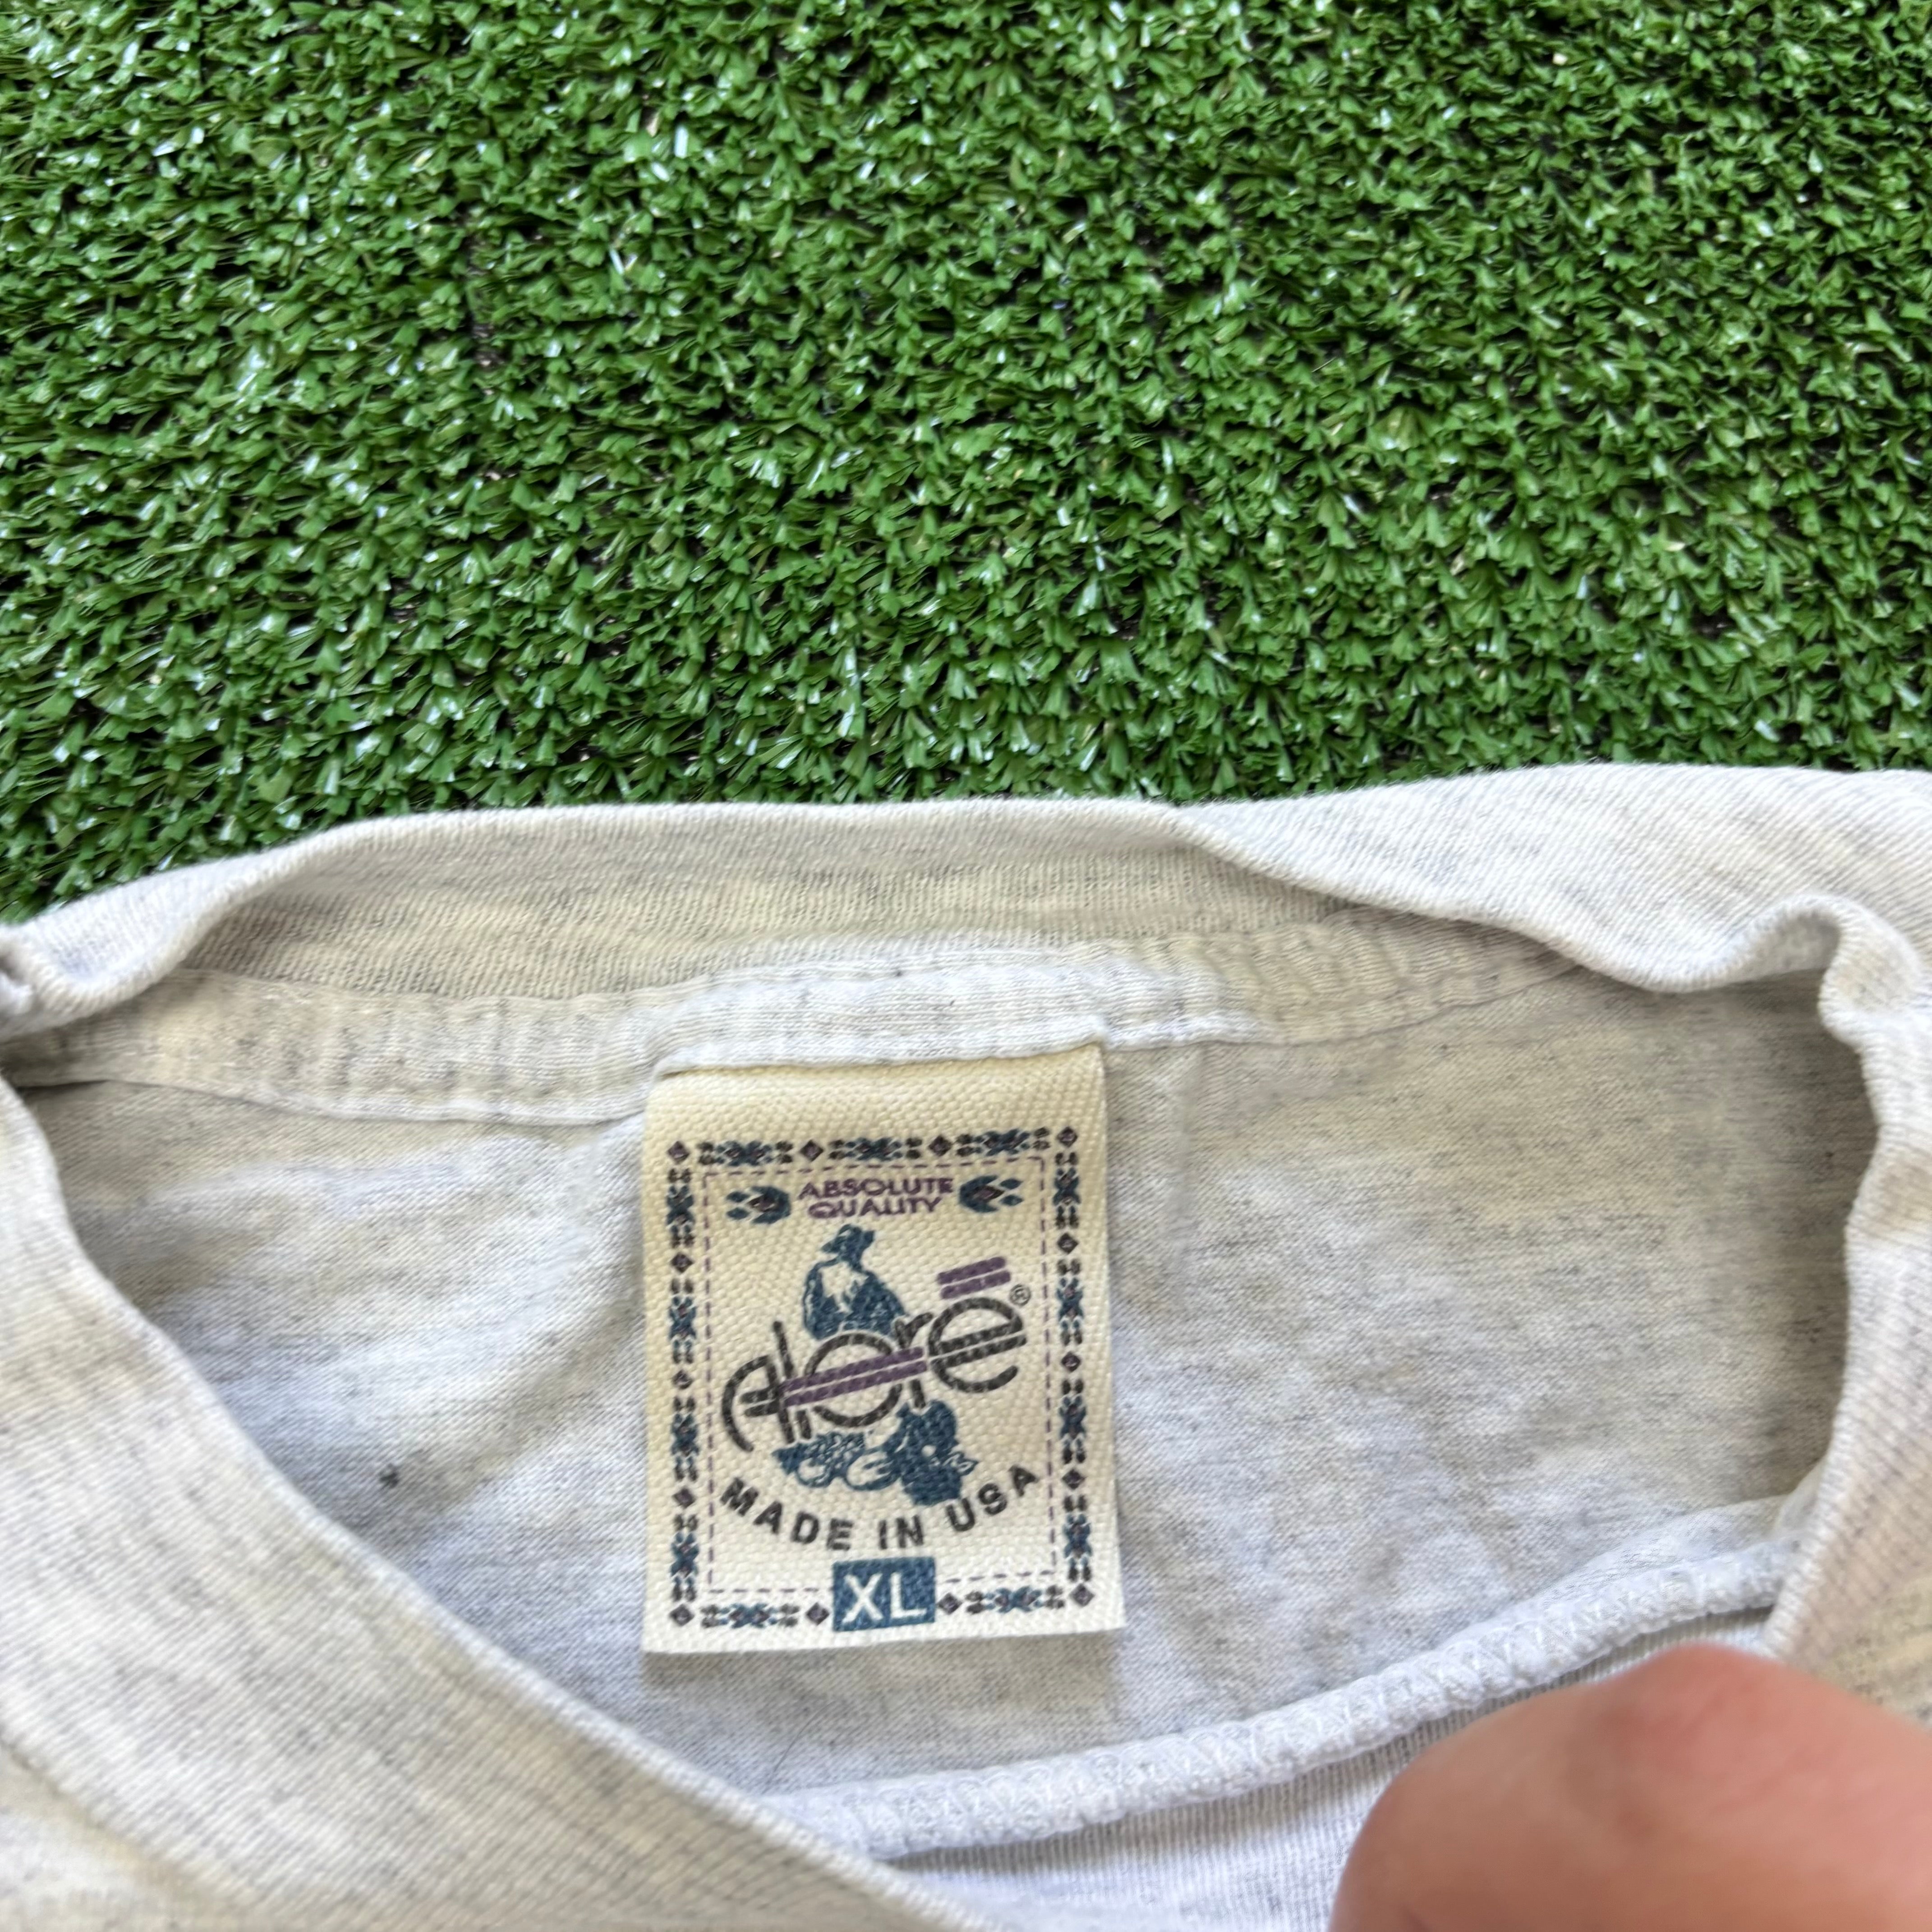 ABSOLUTE
QUALITY
Alore®
MADE IN USA
XL